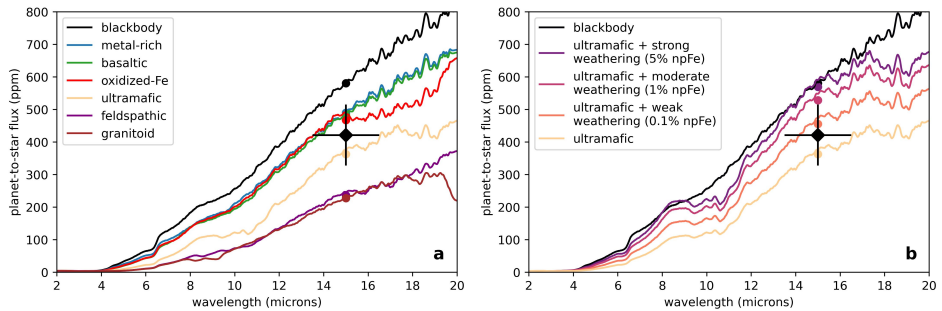 800
700
600
500
400
300
200
100
0
2
4
6
8
10
12
14
16
18
20
planet-to-star flux (ppm)
wavelength (microns)
blackbody
metal-rich
basaltic
oxidized-Fe
ultramafic
feldspathic
granitoid
a
800
700
600
500
400
300
200
100
0
2
4
6
8
10
12
14
16
18
20
planet-to-star flux (ppm)
wavelength (microns)
blackbody
ultramafic + strong
weathering (5% npFe)
ultramafic + moderate
weathering (1% npFe)
ultramafic + weak
weathering (0.1% npFe)
ultramafic
b